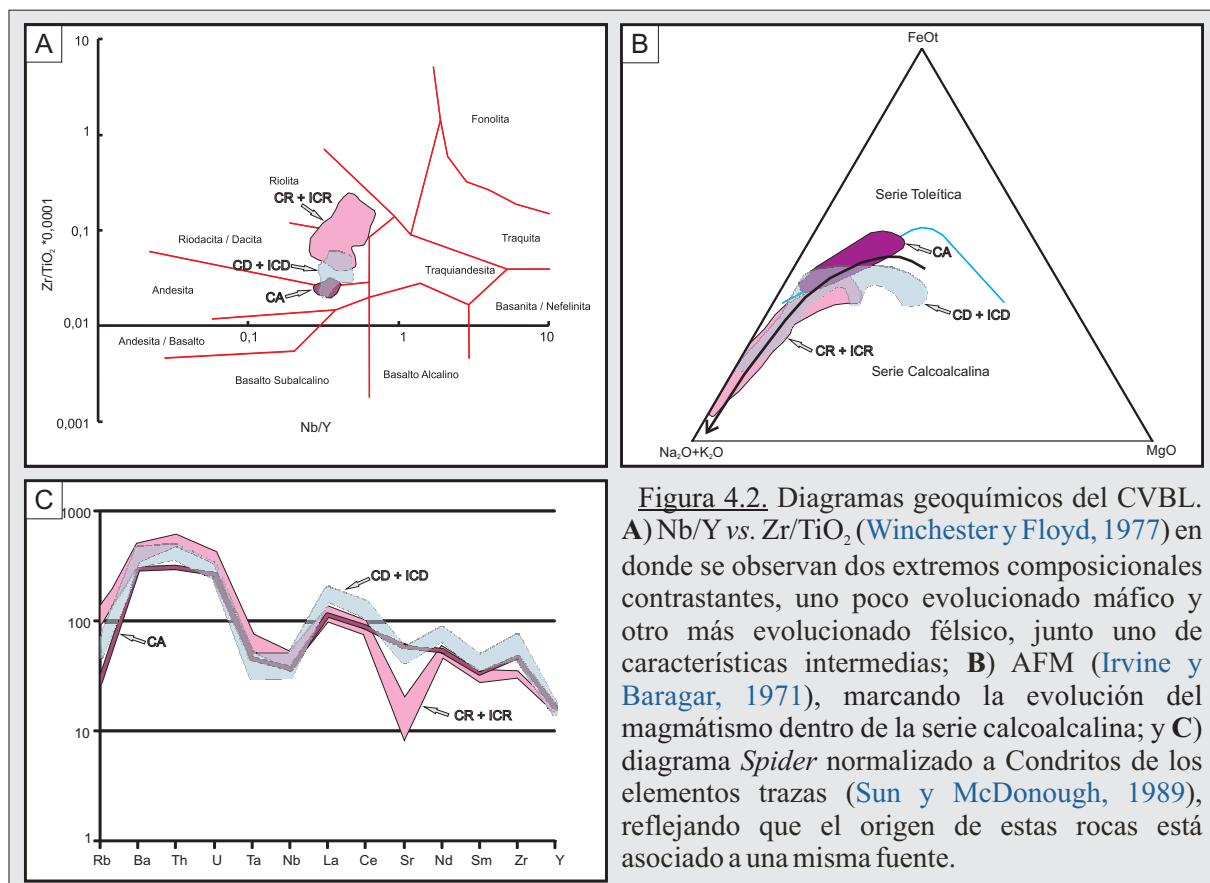 A
10
1
0,1
0,01
0,001
Zr/TiO₂ *0,0001
Nb/Y
0,1
1
10
Fonolita
Riolita
CR + ICR
Riodacita / Dacita
Traquita
CD + ICD
Traquiandesita
Andesita
CA
Basanita / Nefelinita
Andesita / Basalto
Basalto Subalcalino
Basalto Alcalino
B
FeOt
Serie Toleítica
CA
CD + ICD
CR + ICR
Serie Calcoalcalina
Na₂O+K₂O
MgO
C
1000
100
10
1
CD + ICD
CA
CR + ICR
Rb Ba Th U Ta Nb La Ce Sr Nd Sm Zr Y
Figura 4.2. Diagramas geoquímicos del CVBL.
A) Nb/Y vs. Zr/TiO₂ (Winchester y Floyd, 1977) en
donde se observan dos extremos composicionales
contrastantes, uno poco evolucionado máfico y
otro más evolucionado félsico, junto uno de
características intermedias; B) AFM (Irvine y
Baragar, 1971), marcando la evolución del
magmátismo dentro de la serie calcoalcalina; y C)
diagrama Spider normalizado a Condritos de los
elementos trazas (Sun y McDonough, 1989),
reflejando que el origen de estas rocas está
asociado a una misma fuente.